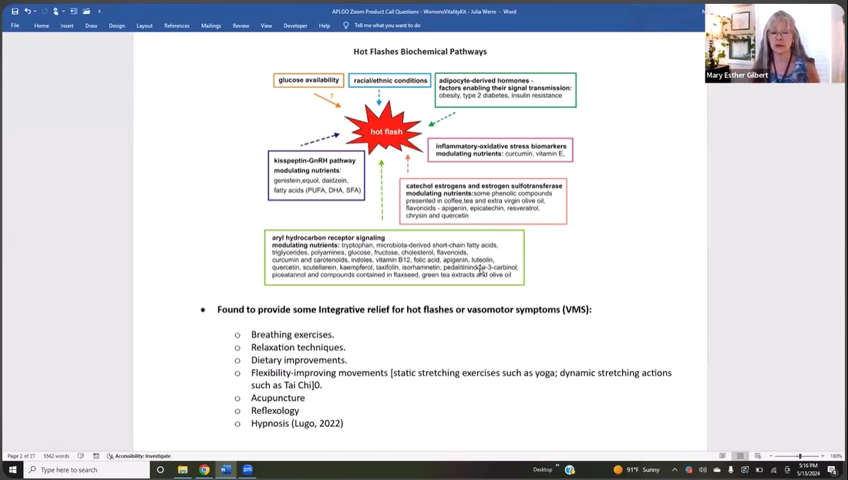 APLGO Zoom Product Call Questions - WomensVitalityKit - Julia Werre - Word
File Home Insert Draw Design Layout References Mailings Review View Developer Help Tell me what you want to do
Mary Esther Gilbert
Hot Flashes Biochemical Pathways
glucose availability
racial/ethnic conditions
adipocyte-derived hormones -
factors enabling their signal transmission:
obesity, type 2 diabetes, insulin resistance
?
hot flash
inflammatory-oxidative stress biomarkers
modulating nutrients: curcumin, vitamin E,
kisspeptin-GnRH pathway
modulating nutrients:
genistein,equol, daidzein,
fatty acids (PUFA, DHA, SFA)
catechol estrogens and estrogen sulfotransferase
modulating nutrients:some phenolic compounds
presented in coffee,tea and extra virgin olive oil,
flavonoids - apigenin, epicatechin, resveratrol,
chrysin and quercetin
aryl hydrocarbon receptor signaling
modulating nutrients: tryptophan, microbiota-derived short-chain fatty acids,
triglycerides, polyamines, glucose, fructose, cholesterol, flavonoids,
curcumin and carotenoids, indoles, vitamin B12, folic acid, apigenin, luteolin,
quercetin, scutellarein, kaempferol, taxifolin, isorhamnetin, -3-carbinol,
piceatannol and compounds contained in flaxseed, green tea extracts and olive oil
• Found to provide some Integrative relief for hot flashes or vasomotor symptoms (VMS):
o Breathing exercises.
o Relaxation techniques.
o Dietary improvements.
o Flexibility-improving movements [static stretching exercises such as yoga; dynamic stretching actions
such as Tai Chi]0.
o Acupuncture
o Reflexology
o Hypnosis (Lugo, 2022)
Page 2 of 27 5562 words Accessibility: Investigate 160%
Type here to search
Desktop
91°F Sunny
5:16 PM
5/13/2024